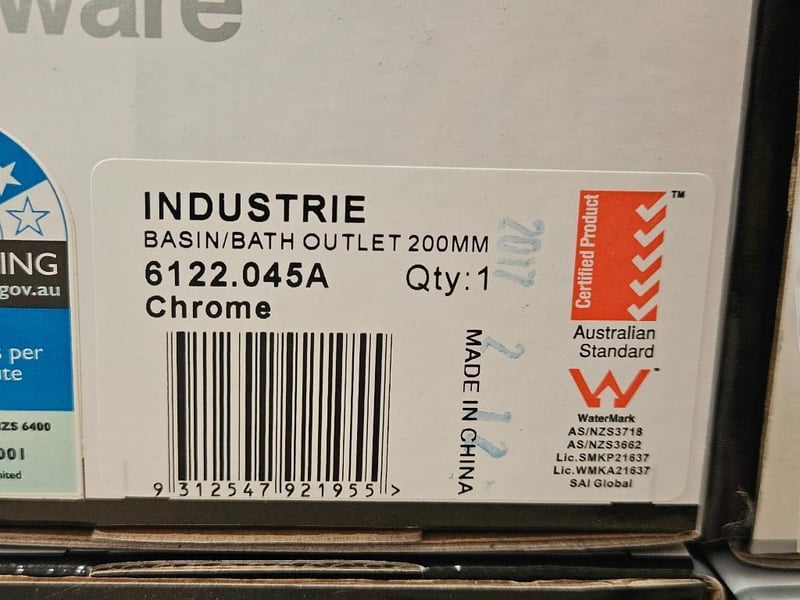 ware
INDUSTRIE
BASIN/BATH OUTLET 200MM
6122.045A Qty:1
Chrome
9 312547 921955 >
MADE IN CHINA
2017 2 12
Certified Product
TM
Australian
Standard
WaterMark
AS/NZS3718
AS/NZS3662
Lic.SMKP21637
Lic.WMKA21637
SAI Global
ING
gov.au
per
ZS 6400
001